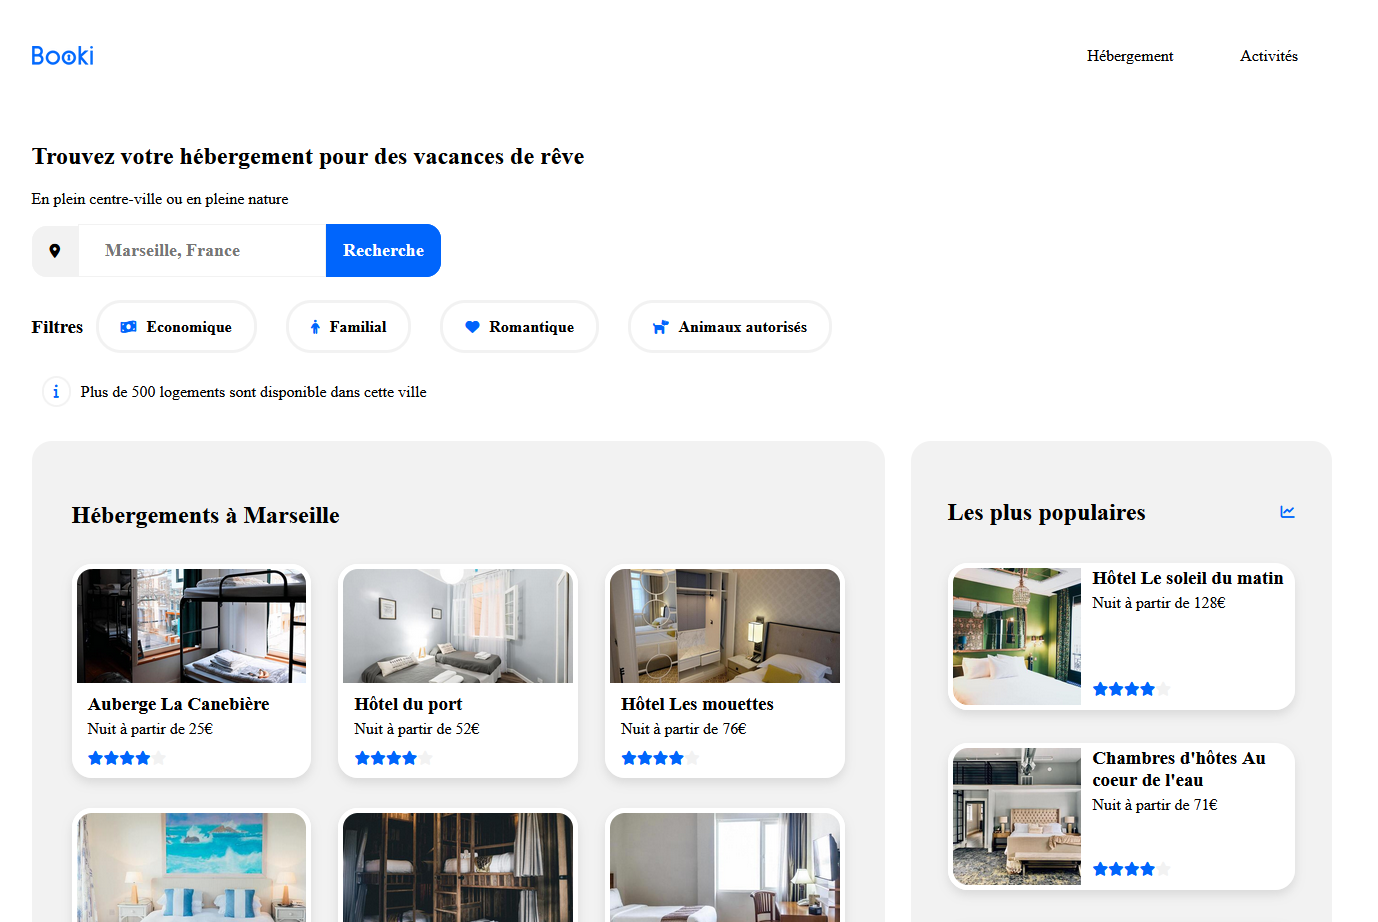 Booki
Hébergement
Activités
Trouvez votre hébergement pour des vacances de rêve
En plein centre-ville ou en pleine nature
Marseille, France
Recherche
Filtres
Economique
Familial
Romantique
Animaux autorisés
Plus de 500 logements sont disponible dans cette ville
Hébergements à Marseille
Auberge La Canebière
Nuit à partir de 25€
Hôtel du port
Nuit à partir de 52€
Hôtel Les mouettes
Nuit à partir de 76€
Les plus populaires
Hôtel Le soleil du matin
Nuit à partir de 128€
Chambres d'hôtes Au
coeur de l'eau
Nuit à partir de 71€